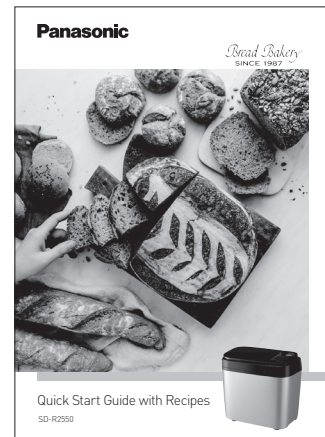 Panasonic
Bread Bakery
SINCE 1987
Quick Start Guide with Recipes
SD-R2550